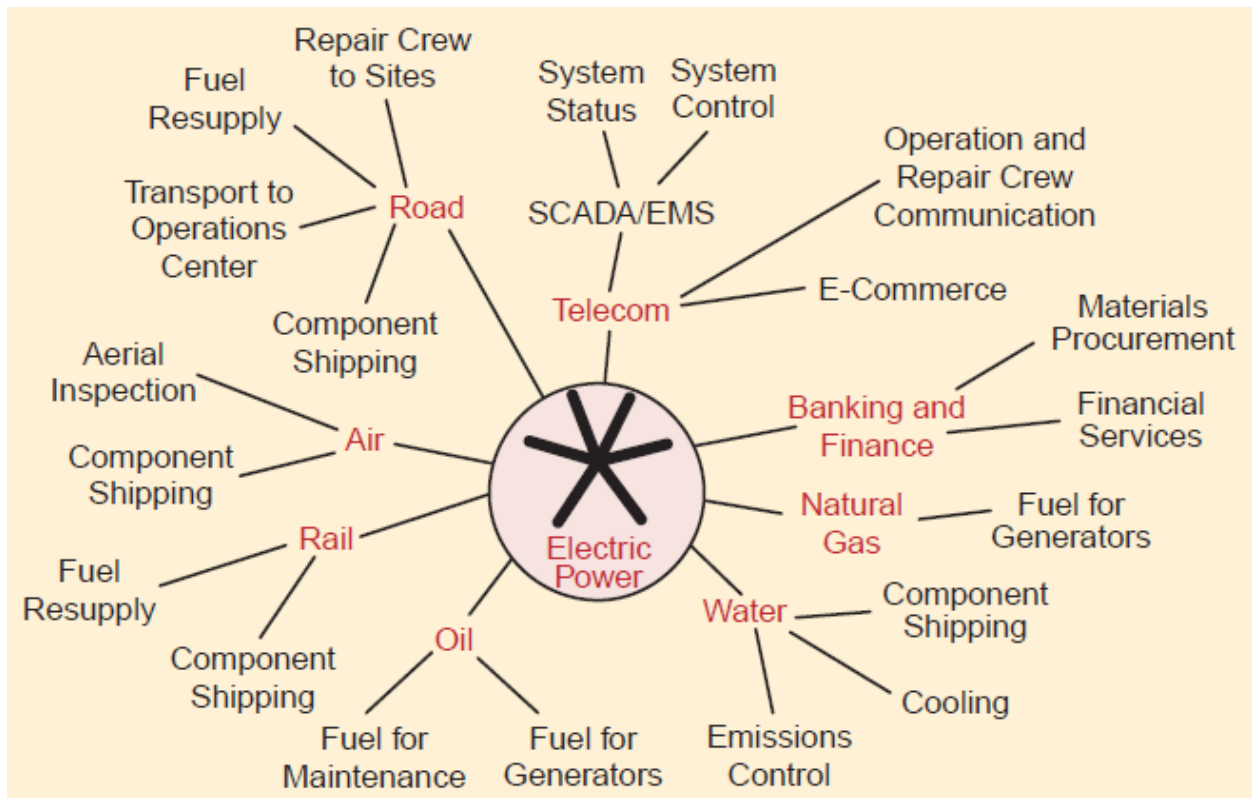 Repair Crew
to Sites
Fuel
Resupply
Transport to
Operations
Center
Road
Component
Shipping
System
Status
System
Control
SCADA/EMS
Telecom
Operation and
Repair Crew
Communication
E-Commerce
Materials
Procurement
Banking and
Finance
Financial
Services
Aerial
Inspection
Air
Component
Shipping
Electric
Power
Natural
Gas
Fuel for
Generators
Rail
Fuel
Resupply
Component
Shipping
Water
Component
Shipping
Cooling
Emissions
Control
Oil
Fuel for
Maintenance
Fuel for
Generators